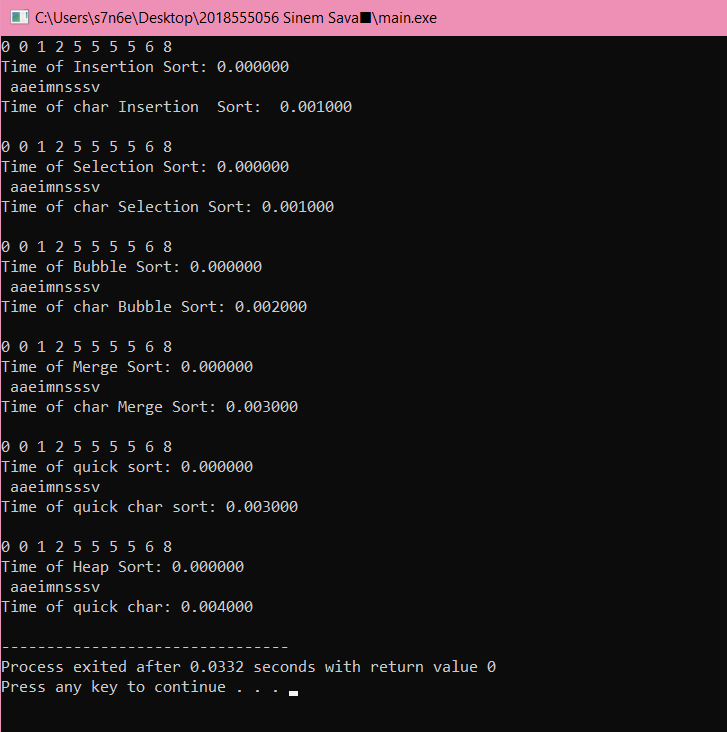 C:\Users\s7n6e\Desktop\2018555056 Sinem Sava■\main.exe
0 0 1 2 5 5 5 5 6 8
Time of Insertion Sort: 0.000000
 aaeimnsssv
Time of char Insertion  Sort:  0.001000

0 0 1 2 5 5 5 5 6 8
Time of Selection Sort: 0.000000
 aaeimnsssv
Time of char Selection Sort: 0.001000

0 0 1 2 5 5 5 5 6 8
Time of Bubble Sort: 0.000000
 aaeimnsssv
Time of char Bubble Sort: 0.002000

0 0 1 2 5 5 5 5 6 8
Time of Merge Sort: 0.000000
 aaeimnsssv
Time of char Merge Sort: 0.003000

0 0 1 2 5 5 5 5 6 8
Time of quick sort: 0.000000
 aaeimnsssv
Time of quick char sort: 0.003000

0 0 1 2 5 5 5 5 6 8
Time of Heap Sort: 0.000000
 aaeimnsssv
Time of quick char: 0.004000

--------------------------------
Process exited after 0.0332 seconds with return value 0
Press any key to continue . . .